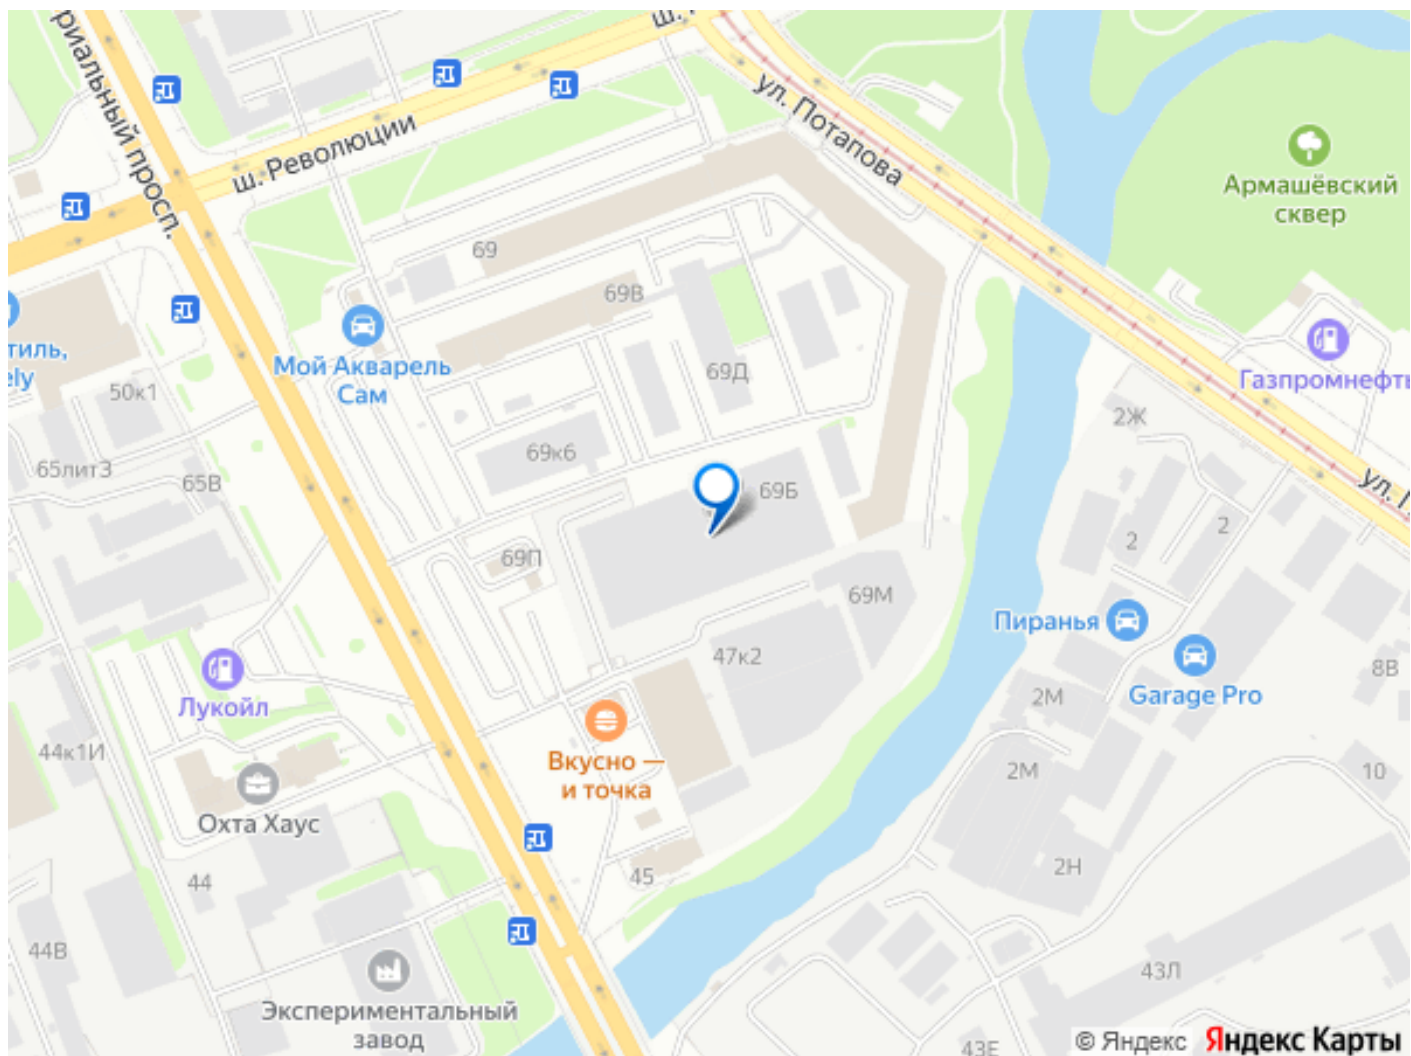 риальный просп.
ш. Революции
ул. Потапова
Армашёвский
сквер
69
69В
Мой Акварель
Сам
тиль,
ely
50к1
69Д
Газпромнефть
2Ж
65лит3
65В
69к6
69Б
ул. П
2
2
69П
69М
Пиранья
Garage Pro
8В
47к2
2М
Лукойл
44к1И
Вкусно —
и точка
2М
10
Охта Хаус
45
2Н
44
44В
43Л
Экспериментальный
завод
43Е
© Яндекс Яндекс Карты